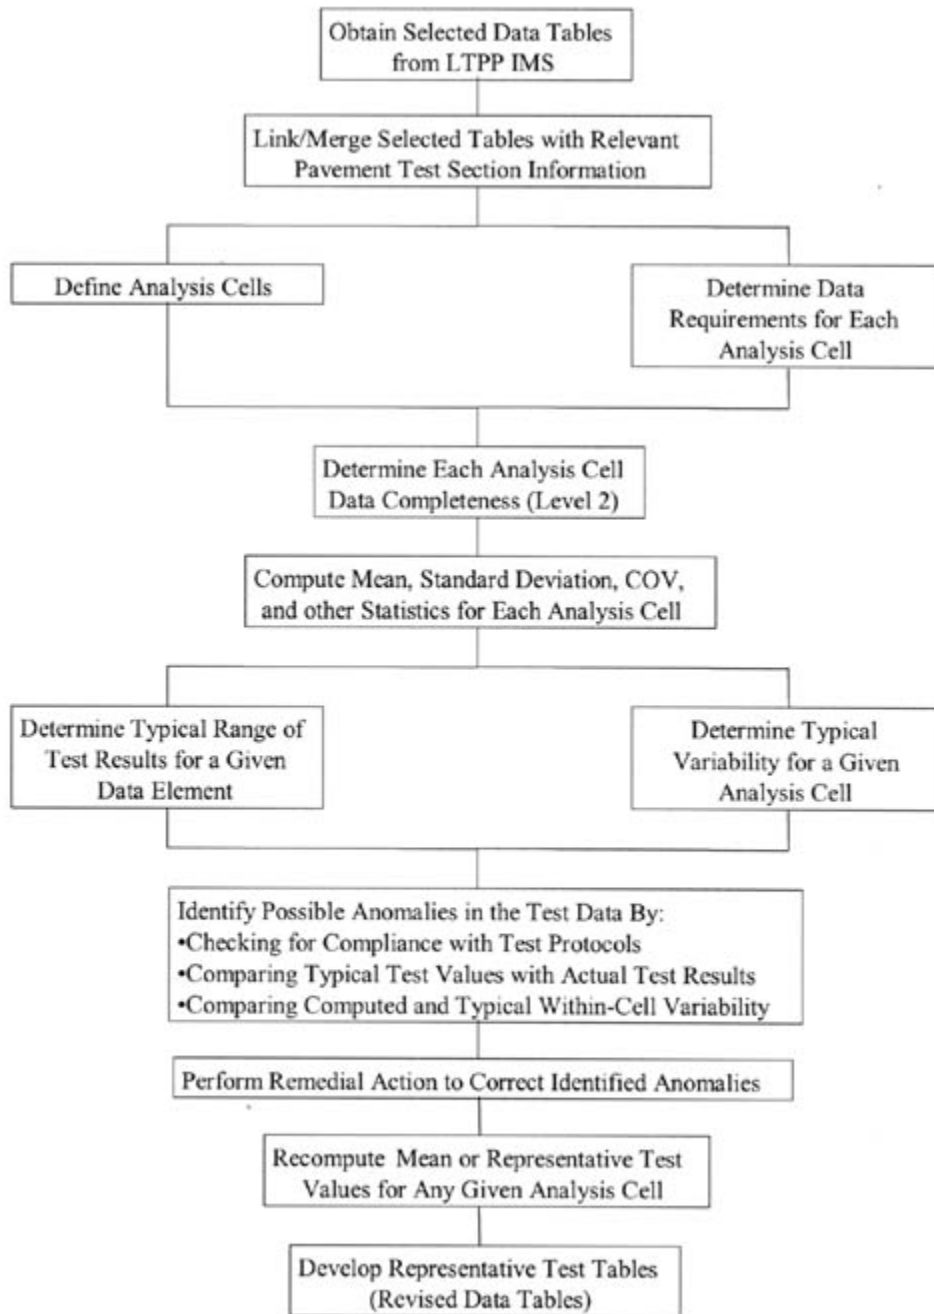 Obtain Selected Data Tables
from LTPP IMS
Link/Merge Selected Tables with Relevant
Pavement Test Section Information
Define Analysis Cells
Determine Data
Requirements for Each
Analysis Cell
Determine Each Analysis Cell
Data Completeness (Level 2)
Compute Mean, Standard Deviation, COV,
and other Statistics for Each Analysis Cell
Determine Typical Range of
Test Results for a Given
Data Element
Determine Typical
Variability for a Given
Analysis Cell
Identify Possible Anomalies in the Test Data By:
•Checking for Compliance with Test Protocols
•Comparing Typical Test Values with Actual Test Results
•Comparing Computed and Typical Within-Cell Variability
Perform Remedial Action to Correct Identified Anomalies
Recompute Mean or Representative Test
Values for Any Given Analysis Cell
Develop Representative Test Tables
(Revised Data Tables)